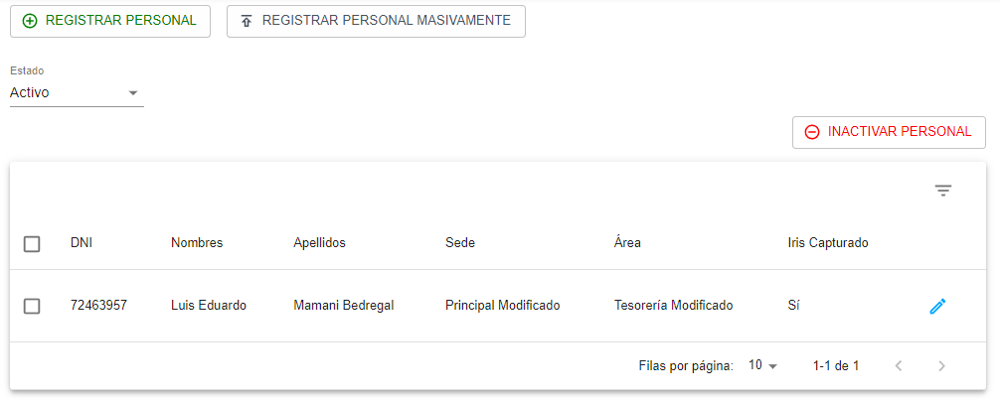 REGISTRAR PERSONAL REGISTRAR PERSONAL MASIVAMENTE
Estado
Activo
INACTIVAR PERSONAL
DNI Nombres Apellidos Sede Área Iris Capturado
72463957 Luis Eduardo Mamani Bedregal Principal Modificado Tesorería Modificado Sí
Filas por página: 10 1-1 de 1